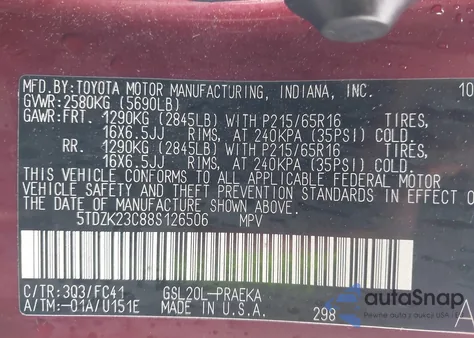 MFD.BY:TOYOTA MOTOR MANUFACTURING, INDIANA, INC. 10
GVWR:2580KG (5690LB)
GAWR:FRT. 1290KG (2845LB) WITH P215/65R16 TIRES,
16X6.5JJ RIMS, AT 240KPA (35PSI) COLD.
RR. 1290KG (2845LB) WITH P215/65R16 TIRES,
16X6.5JJ RIMS, AT 240KPA (35PSI) COLD.
THIS VEHICLE CONFORMS TO ALL APPLICABLE FEDERAL MOTOR
VEHICLE SAFETY AND THEFT PREVENTION STANDARDS IN EFFECT O
THE DATE OF MANUFACTURE SHOWN ABOVE.
5TDZK23C88S126506 MPV
C/TR:3Q3/FC41 GSL20L-PRAEKA
A/TM:-01A/U151E MADE IN U.S.A. 298 A
autoSnap